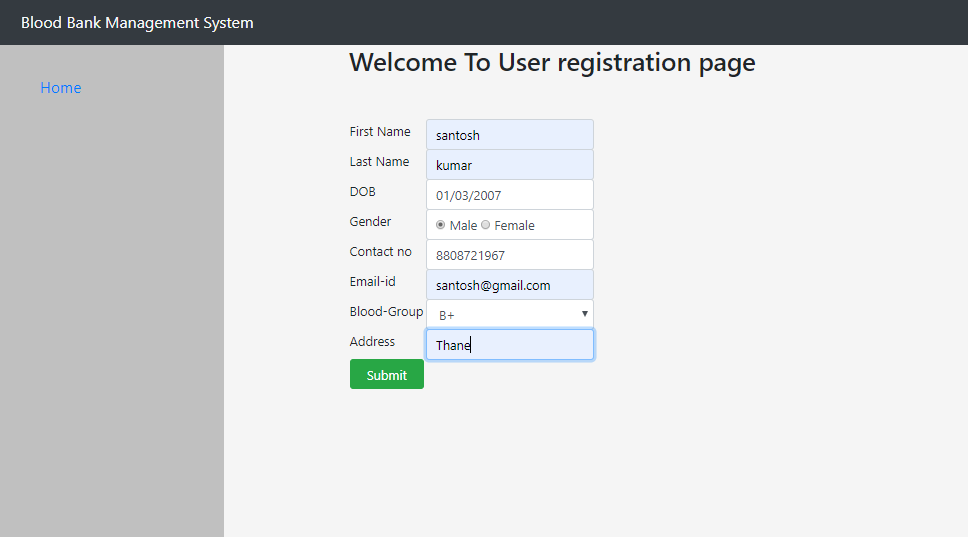 Blood Bank Management System
Home
Welcome To User registration page
First Name santosh
Last Name kumar
DOB 01/03/2007
Gender Male Female
Contact no 8808721967
Email-id santosh@gmail.com
Blood-Group B+
Address Thane
Submit